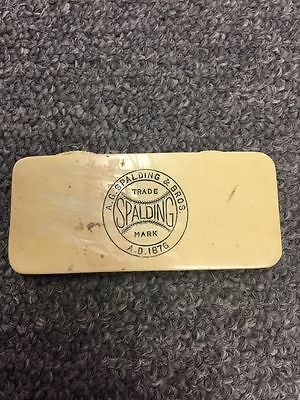 A.G. SPALDING & BROS.
TRADE
SPALDING
MARK
A.D. 1876